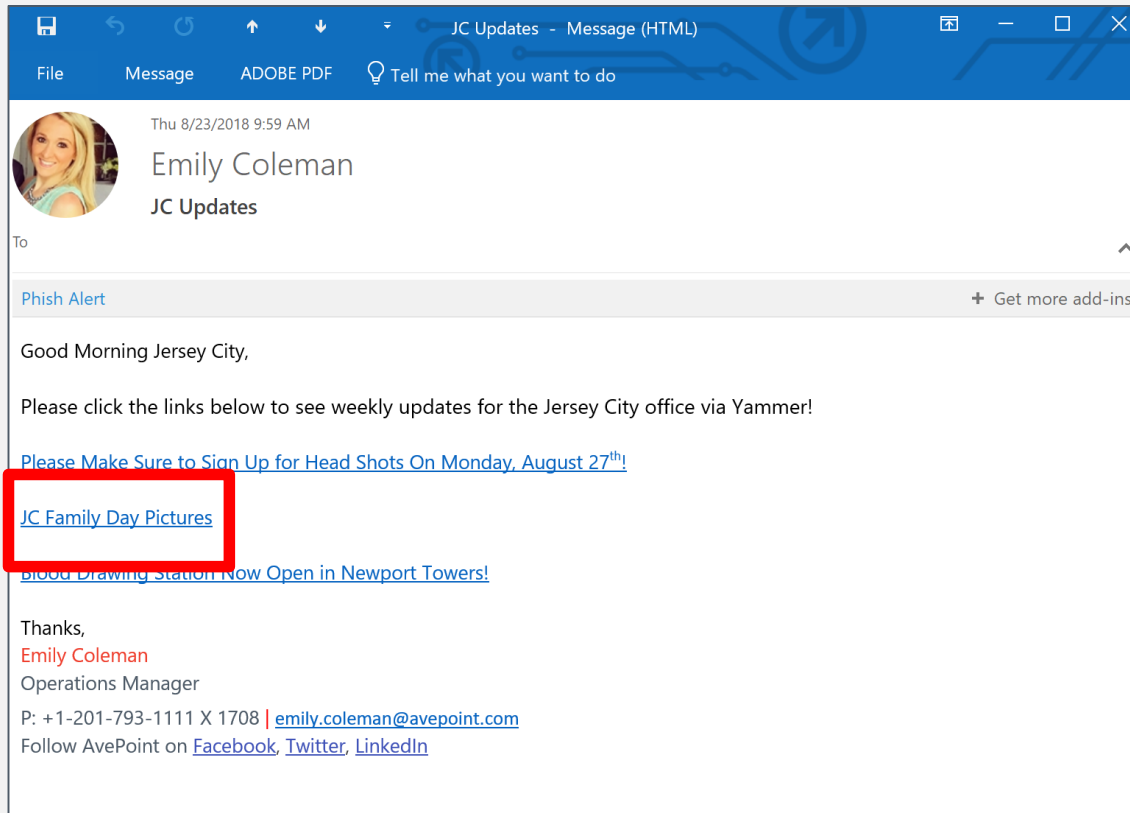 JC Updates - Message (HTML)
File Message ADOBE PDF Tell me what you want to do
Thu 8/23/2018 9:59 AM
Emily Coleman
JC Updates
To
Phish Alert + Get more add-ins
Good Morning Jersey City,
Please click the links below to see weekly updates for the Jersey City office via Yammer!
Please Make Sure to Sign Up for Head Shots On Monday, August 27th!
JC Family Day Pictures
Blood Drawing Station Now Open in Newport Towers!
Thanks,
Emily Coleman
Operations Manager
P: +1-201-793-1111 X 1708 | emily.coleman@avepoint.com
Follow AvePoint on Facebook, Twitter, LinkedIn